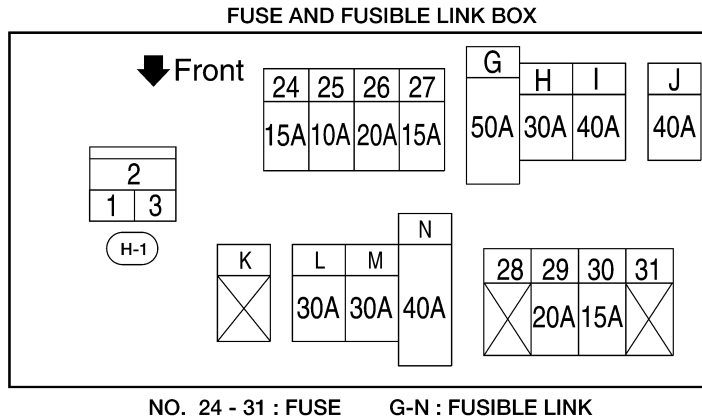 FUSE AND FUSIBLE LINK BOX
Front
24 25 26 27
15A 10A 20A 15A
G H I J
50A 30A 40A 40A
2
1 3
H-1
K L M N
30A 30A 40A
28 29 30 31
20A 15A
NO. 24 - 31 : FUSE G-N : FUSIBLE LINK